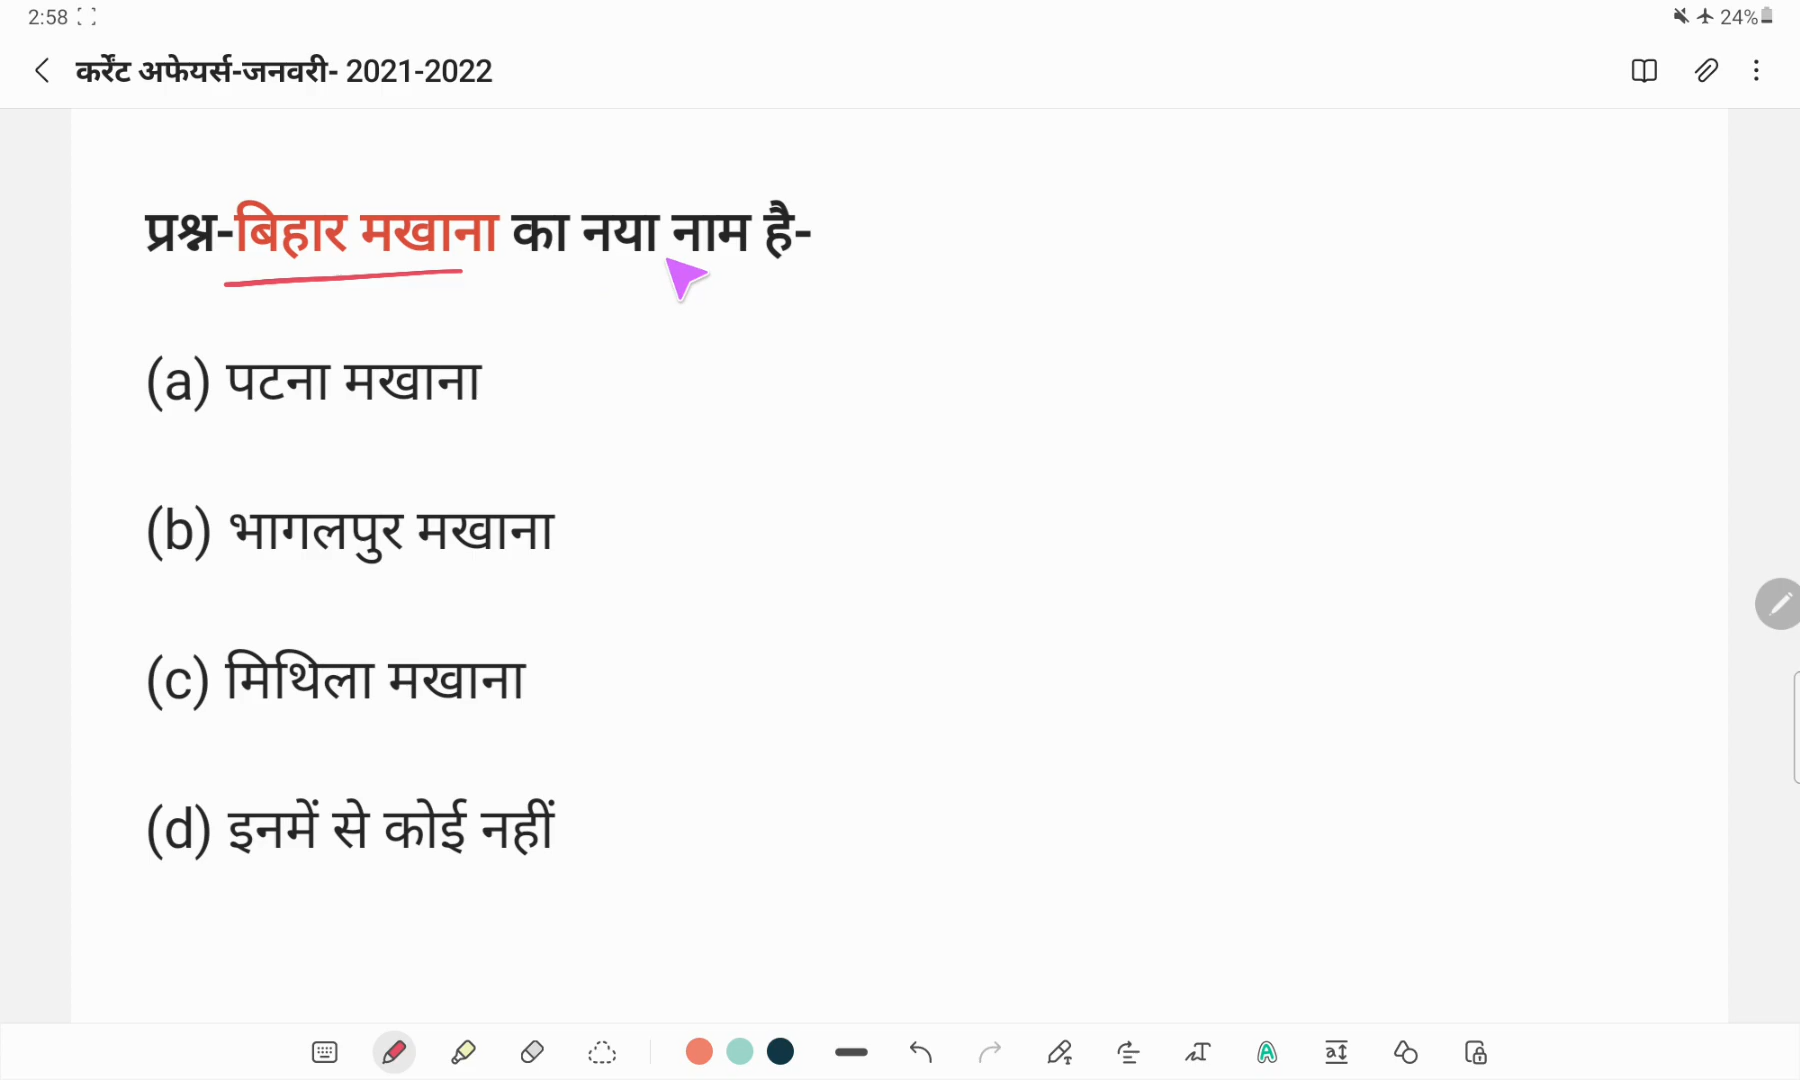 2:58
24%
करेंट अफेयर्स-जनवरी- 2021-2022
प्रश्न-बिहार मखाना का नया नाम है-
(a) पटना मखाना
(b) भागलपुर मखाना
(c) मिथिला मखाना
(d) इनमें से कोई नहीं